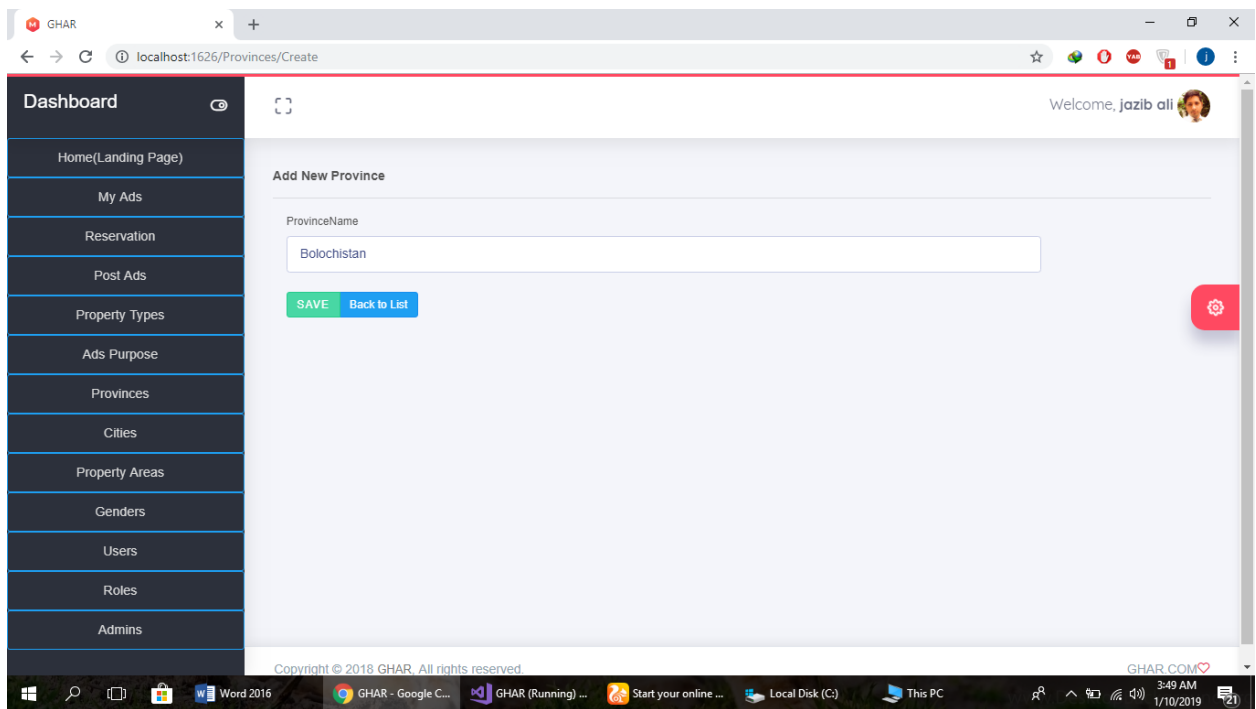 GHAR
localhost:1626/Provinces/Create
1
j
Dashboard
Welcome, jazib ali
Home(Landing Page)
My Ads
Reservation
Post Ads
Property Types
Ads Purpose
Provinces
Cities
Property Areas
Genders
Users
Roles
Admins
Add New Province
ProvinceName
Bolochistan
SAVE Back to List
Copyright © 2018 GHAR, All rights reserved.
GHAR.COM
Word 2016
GHAR - Google C...
GHAR (Running) ...
Start your online ...
Local Disk (C:)
This PC
3:49 AM
1/10/2019
21